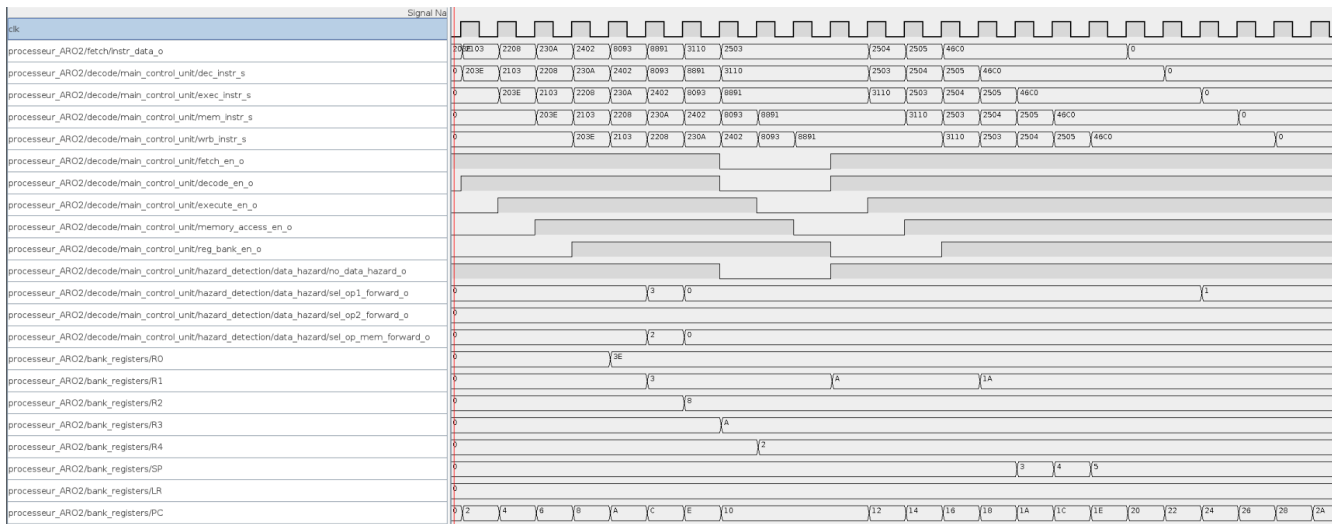 Signal Na
clk
processeur_ARO2/fetch/instr_data_o 203E 2103 2208 230A 2402 8093 8891 3110 2503 2504 2505 46C0 0
processeur_ARO2/decode/main_control_unit/dec_instr_s 0 203E 2103 2208 230A 2402 8093 8891 3110 2503 2504 2505 46C0 0
processeur_ARO2/decode/main_control_unit/exec_instr_s 0 203E 2103 2208 230A 2402 8093 8891 3110 2503 2504 2505 46C0 0
processeur_ARO2/decode/main_control_unit/mem_instr_s 0 203E 2103 2208 230A 2402 8093 8891 3110 2503 2504 2505 46C0 0
processeur_ARO2/decode/main_control_unit/wrb_instr_s 0 203E 2103 2208 230A 2402 8093 8891 3110 2503 2504 2505 46C0 0
processeur_ARO2/decode/main_control_unit/fetch_en_o
processeur_ARO2/decode/main_control_unit/decode_en_o
processeur_ARO2/decode/main_control_unit/execute_en_o
processeur_ARO2/decode/main_control_unit/memory_access_en_o
processeur_ARO2/decode/main_control_unit/reg_bank_en_o
processeur_ARO2/decode/main_control_unit/hazard_detection/data_hazard/no_data_hazard_o
processeur_ARO2/decode/main_control_unit/hazard_detection/data_hazard/sel_op1_forward_o 0 3 0 1
processeur_ARO2/decode/main_control_unit/hazard_detection/data_hazard/sel_op2_forward_o 0
processeur_ARO2/decode/main_control_unit/hazard_detection/data_hazard/sel_op_mem_forward_o 0 2 0
processeur_ARO2/bank_registers/R0 0 3E
processeur_ARO2/bank_registers/R1 0 3 A 1A
processeur_ARO2/bank_registers/R2 0 8
processeur_ARO2/bank_registers/R3 0 A
processeur_ARO2/bank_registers/R4 0 2
processeur_ARO2/bank_registers/SP 0 3 4 5
processeur_ARO2/bank_registers/LR 0
processeur_ARO2/bank_registers/PC 0 2 4 6 8 A C E 10 12 14 16 18 1A 1C 1E 20 22 24 26 28 2A